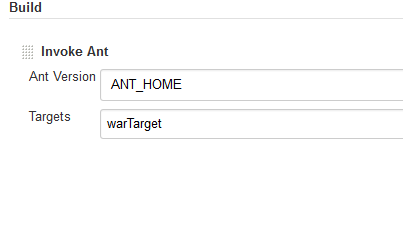 Build
Invoke Ant
Ant Version ANT_HOME
Targets warTarget